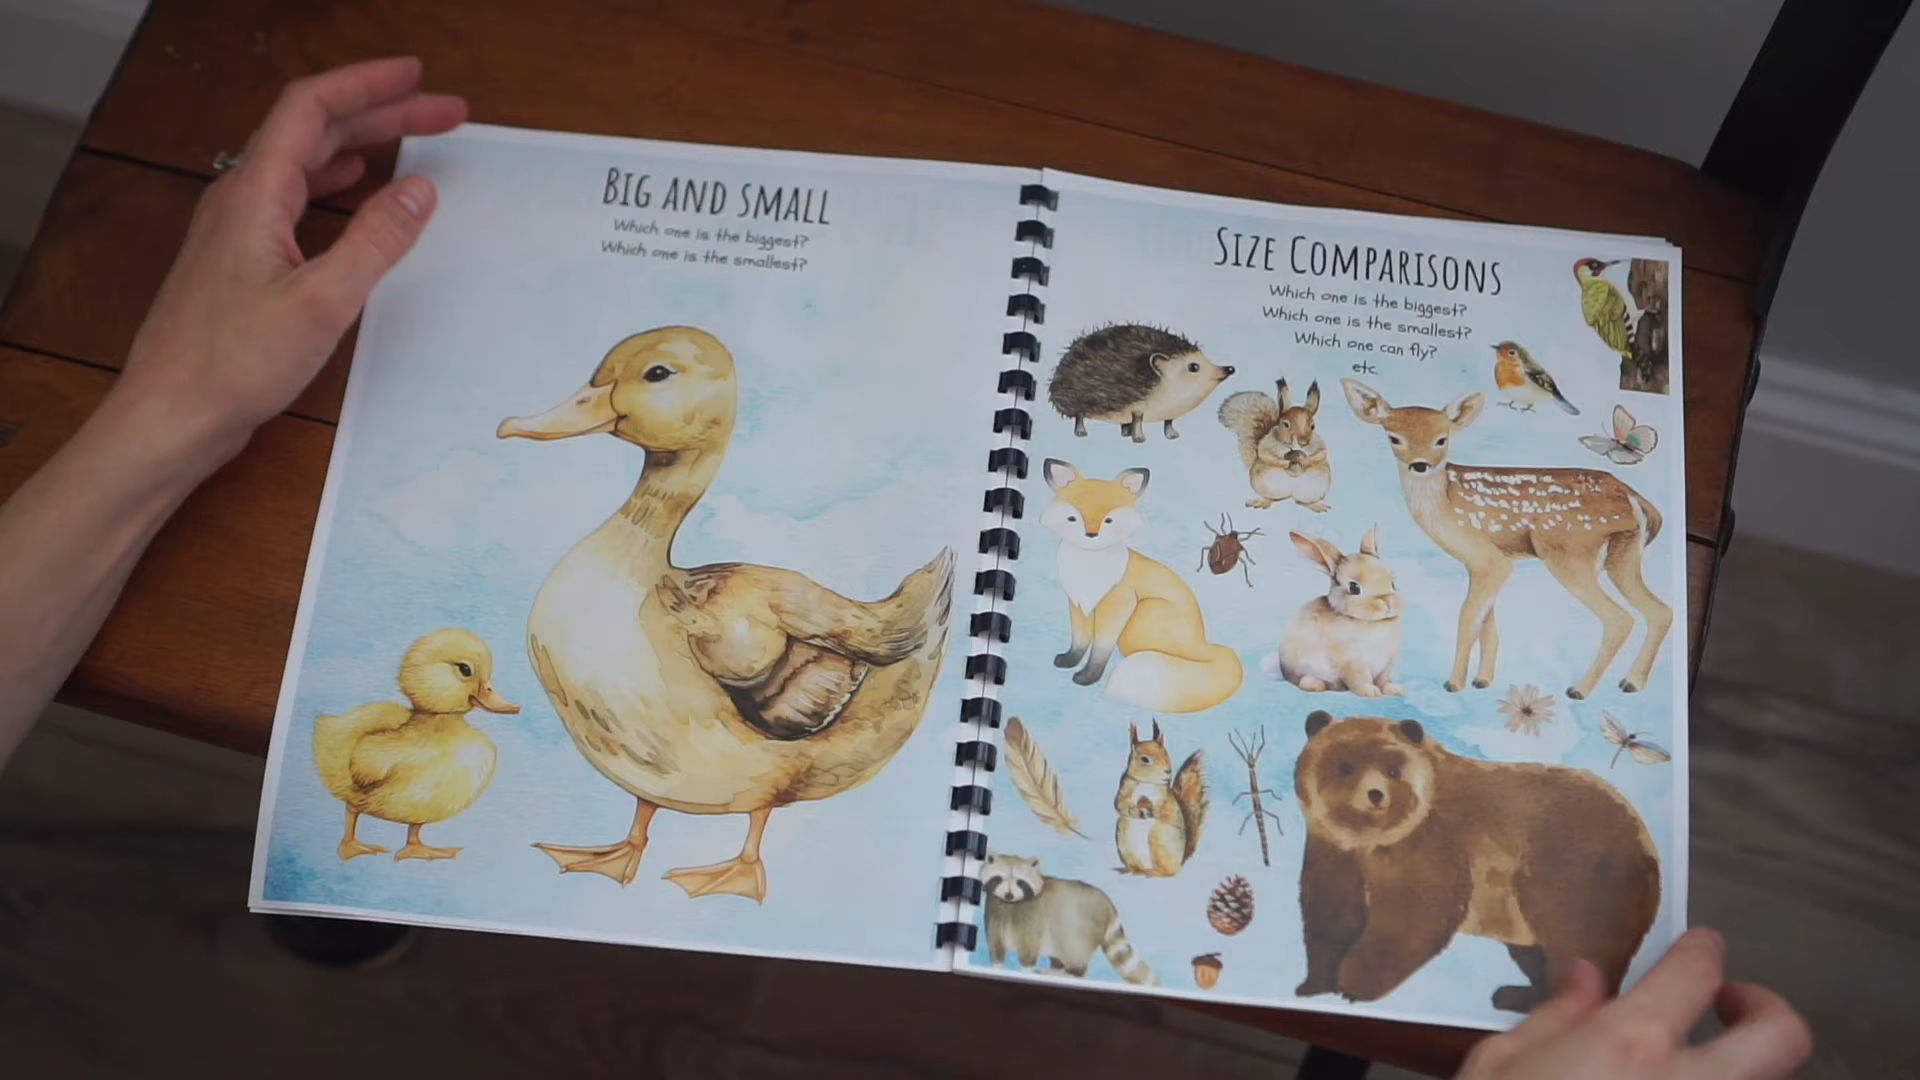 BIG AND SMALL
Which one is the biggest?
Which one is the smallest?
SIZE COMPARISONS
Which one is the biggest?
Which one is the smallest?
Which one can fly?
etc.